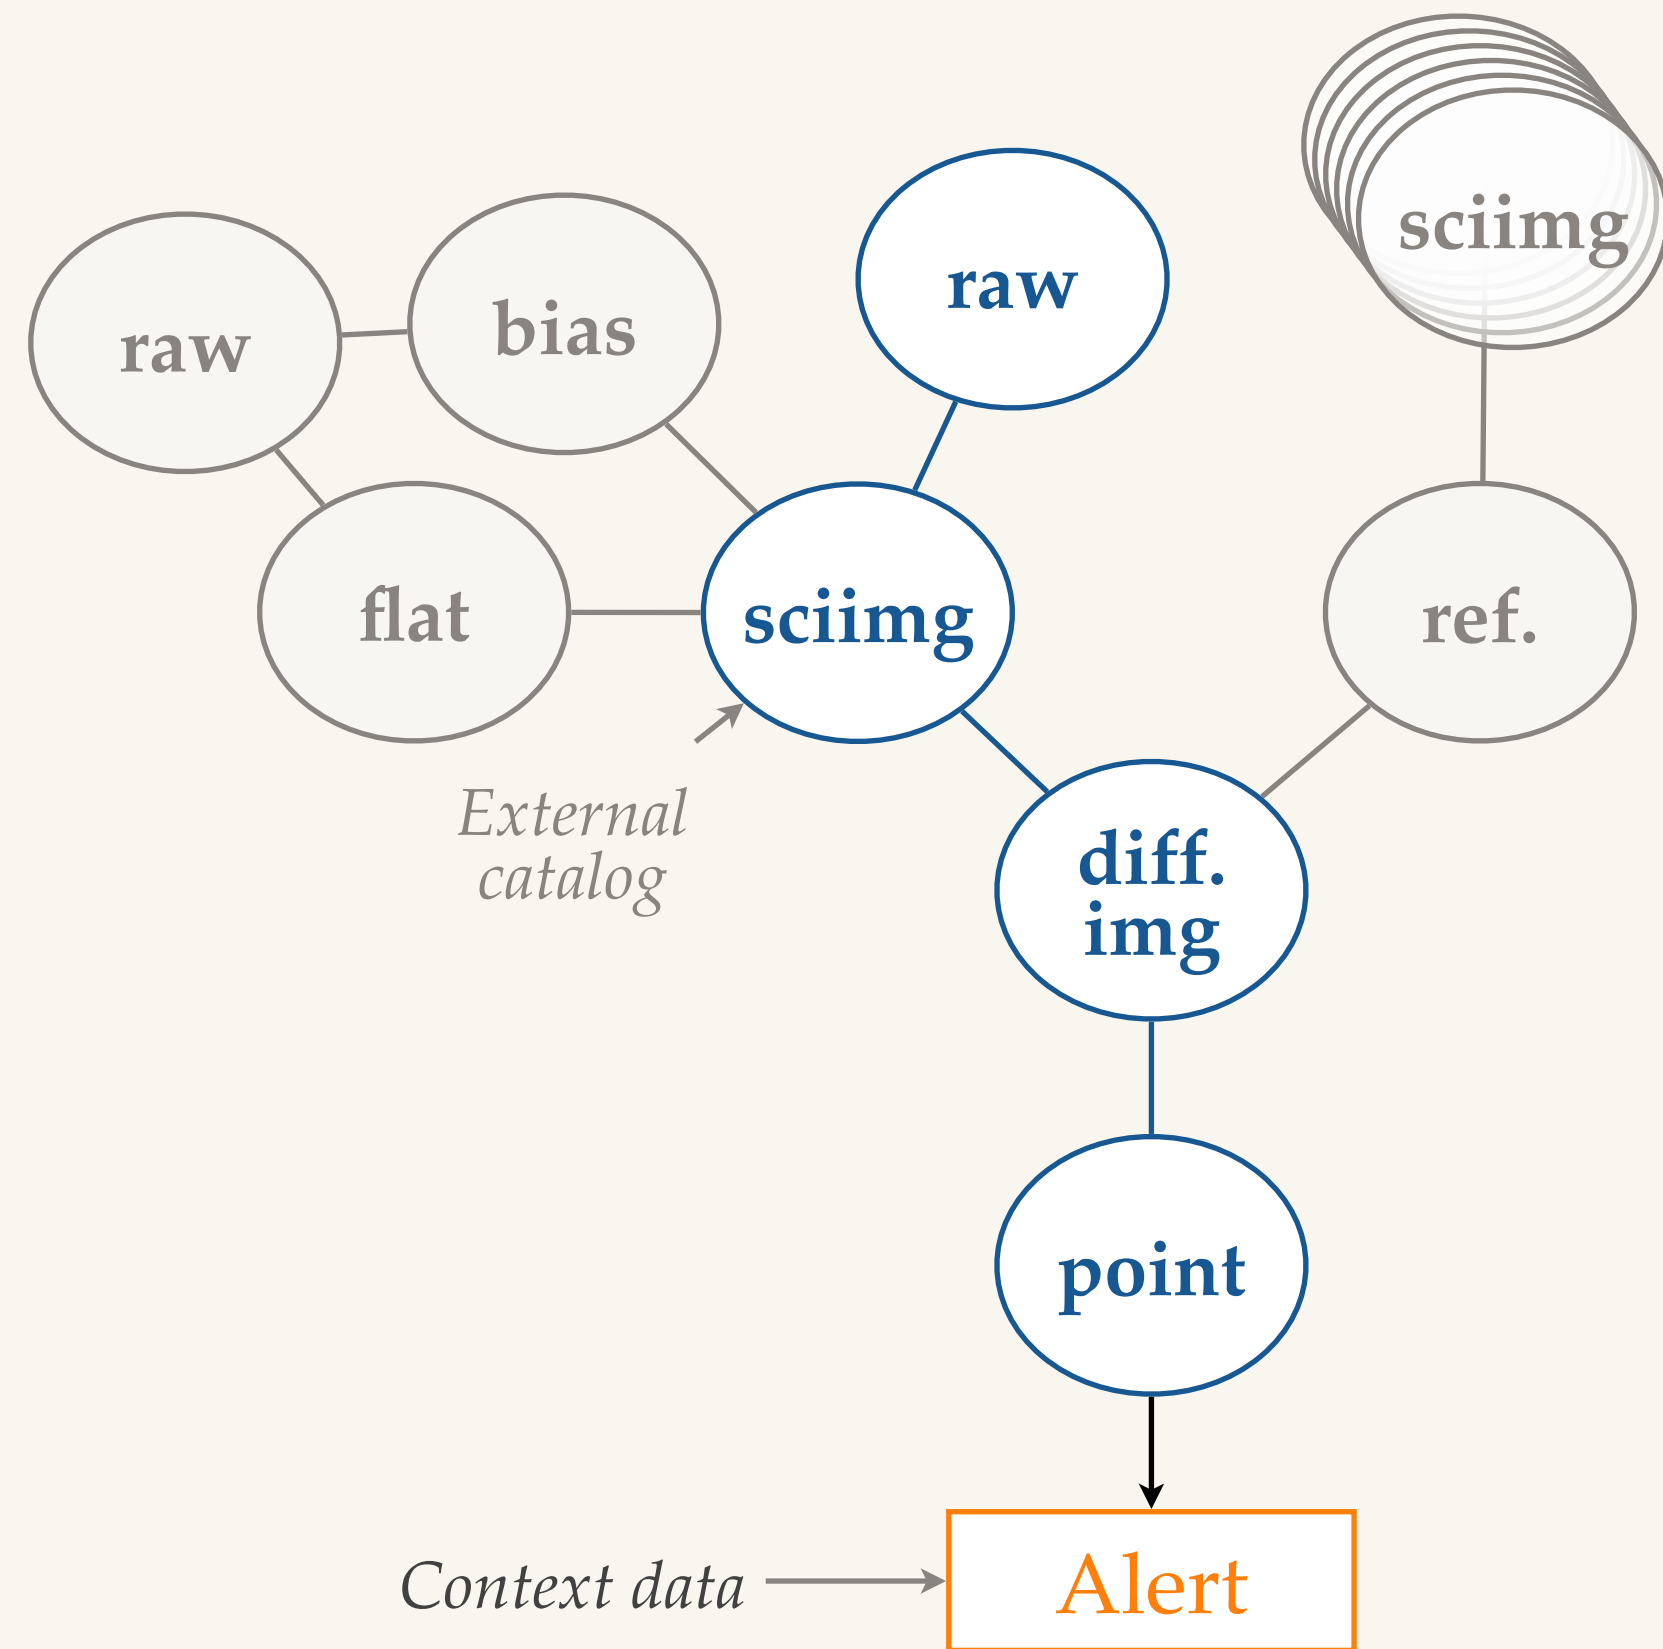 sciimg
raw
raw
bias
flat
sciimg
ref.
External
catalog
diff.
img
point
Context data
Alert